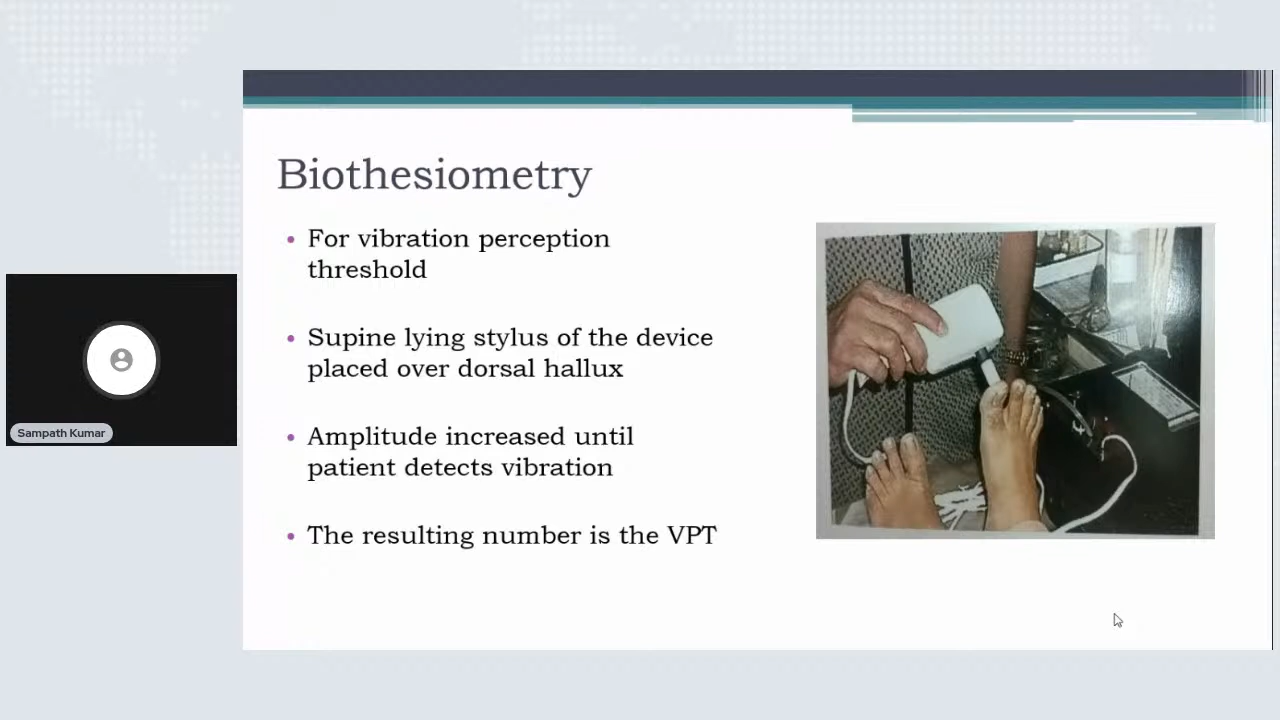 Biothesiometry
For vibration perception
threshold
Supine lying stylus of the device
placed over dorsal hallux
Amplitude increased until
patient detects vibration
The resulting number is the VPT
Sampath Kumar